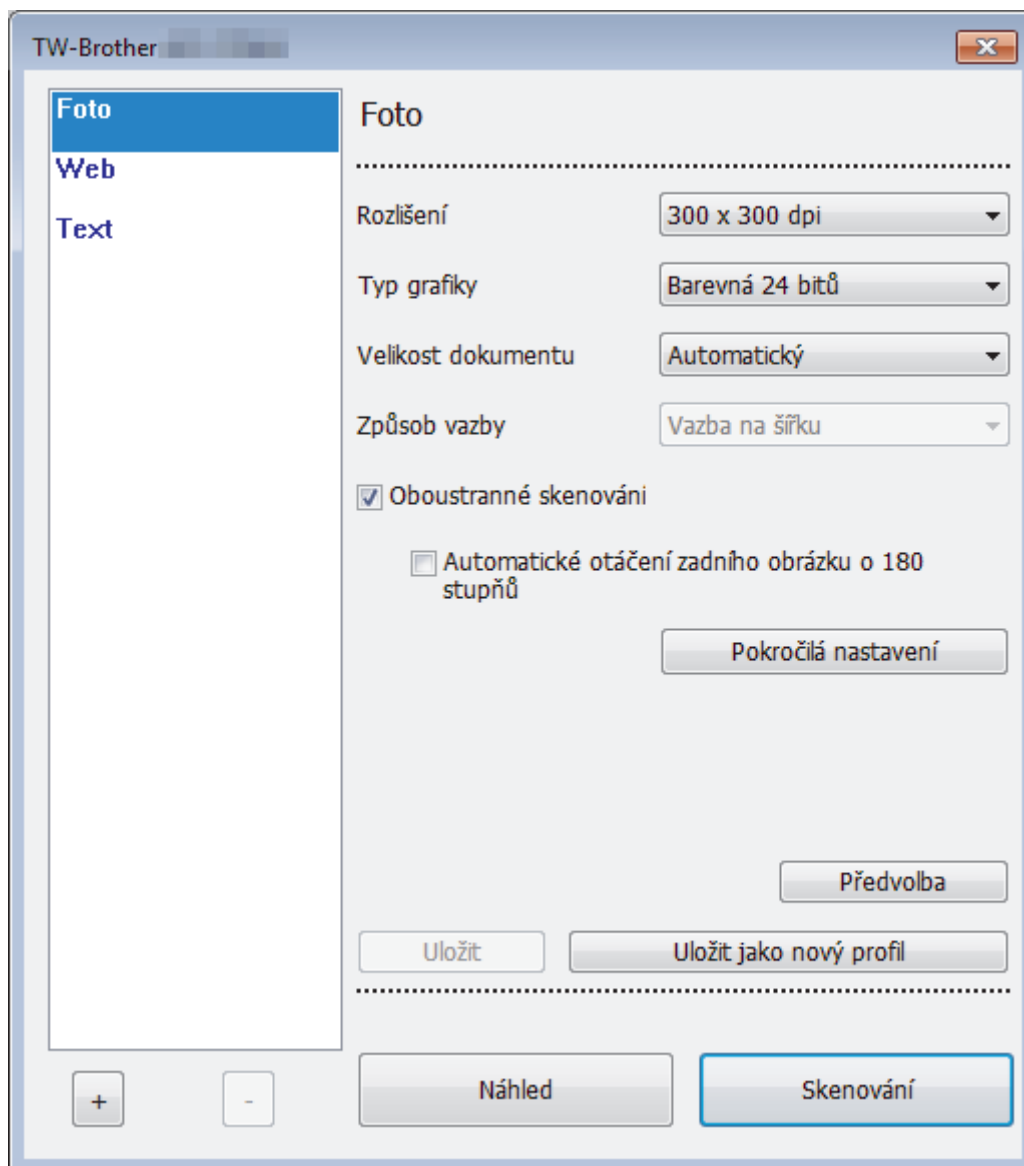 TW-Brother
Foto
Web
Text
Foto
Rozlišení 300 x 300 dpi
Typ grafiky Barevná 24 bitů
Velikost dokumentu Automatický
Způsob vazby Vazba na šířku
Oboustranné skenováni
Automatické otáčení zadního obrázku o 180
stupňů
Pokročilá nastavení
Předvolba
Uložit Uložit jako nový profil
+ - Náhled Skenování